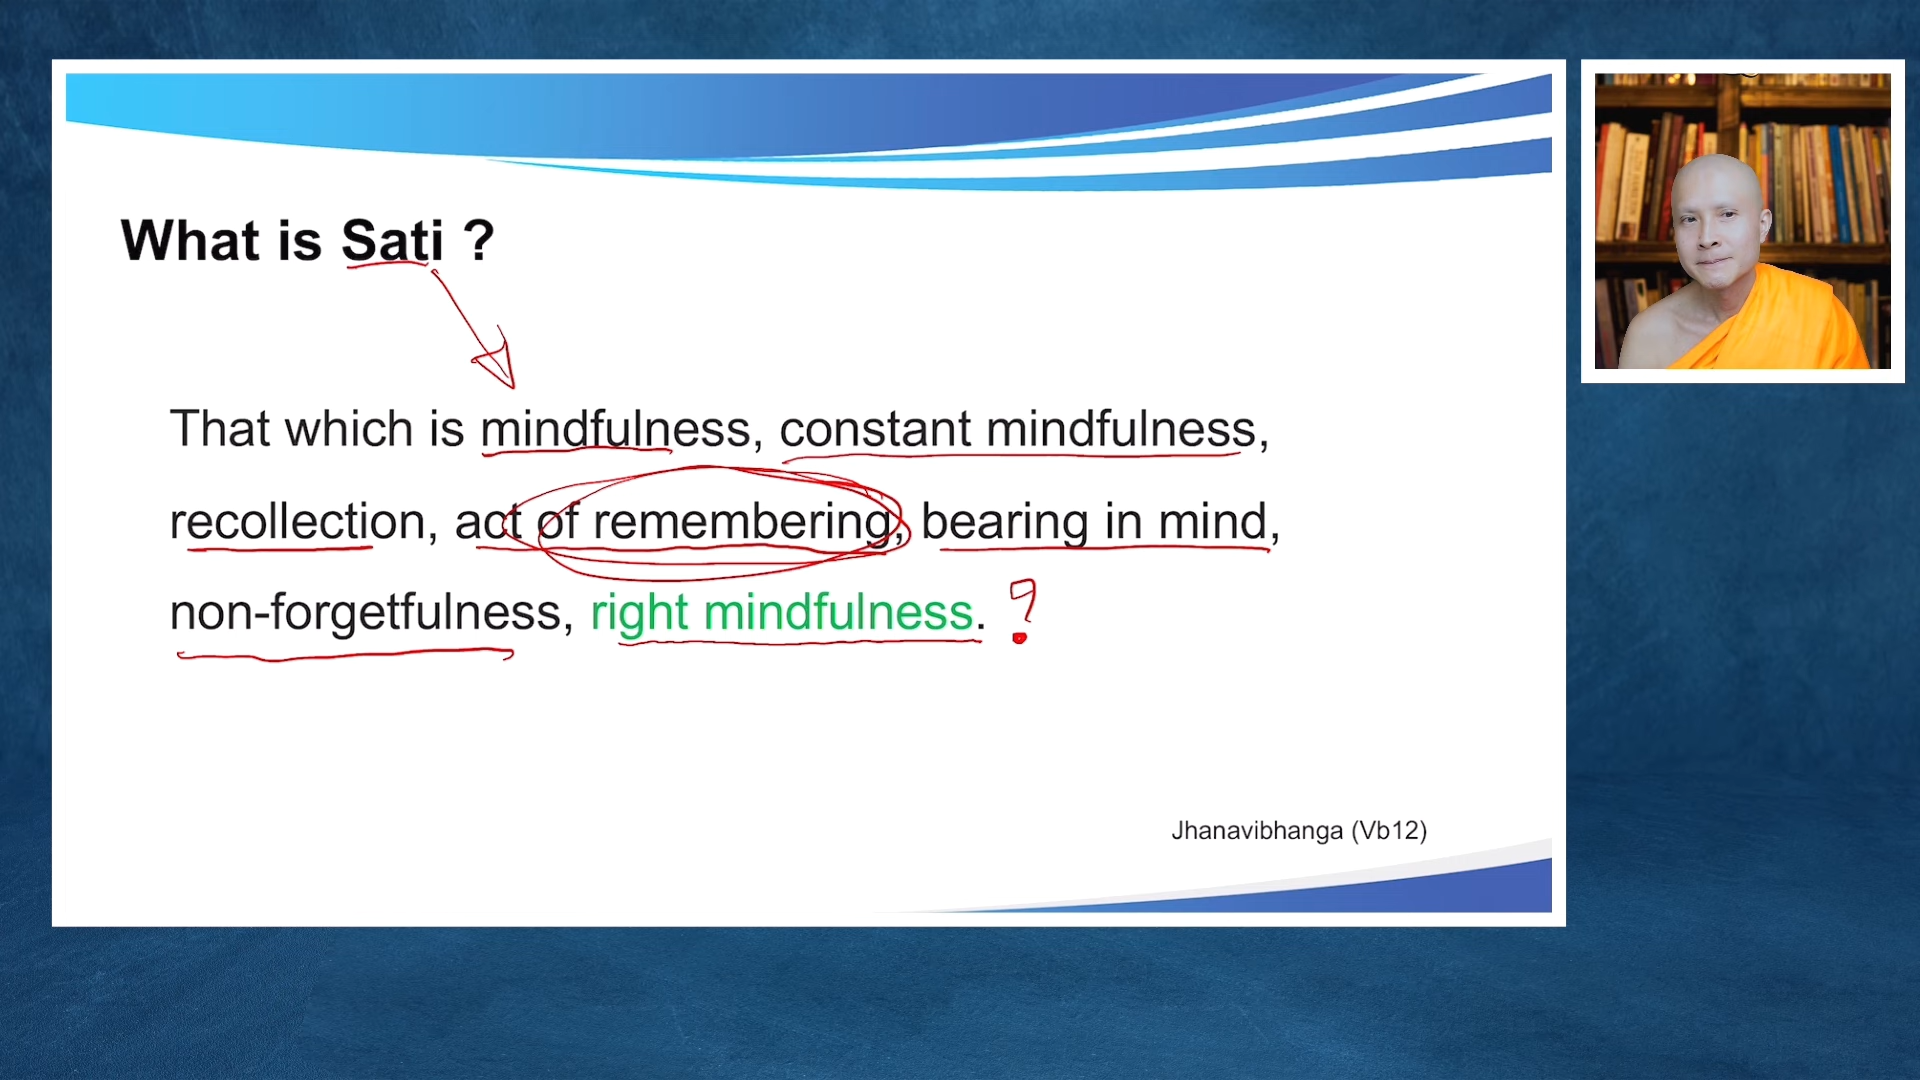 What is Sati ?
That which is mindfulness, constant mindfulness,
recollection, act of remembering, bearing in mind,
non-forgetfulness, right mindfulness. ?
Jhanavibhanga (Vb12)